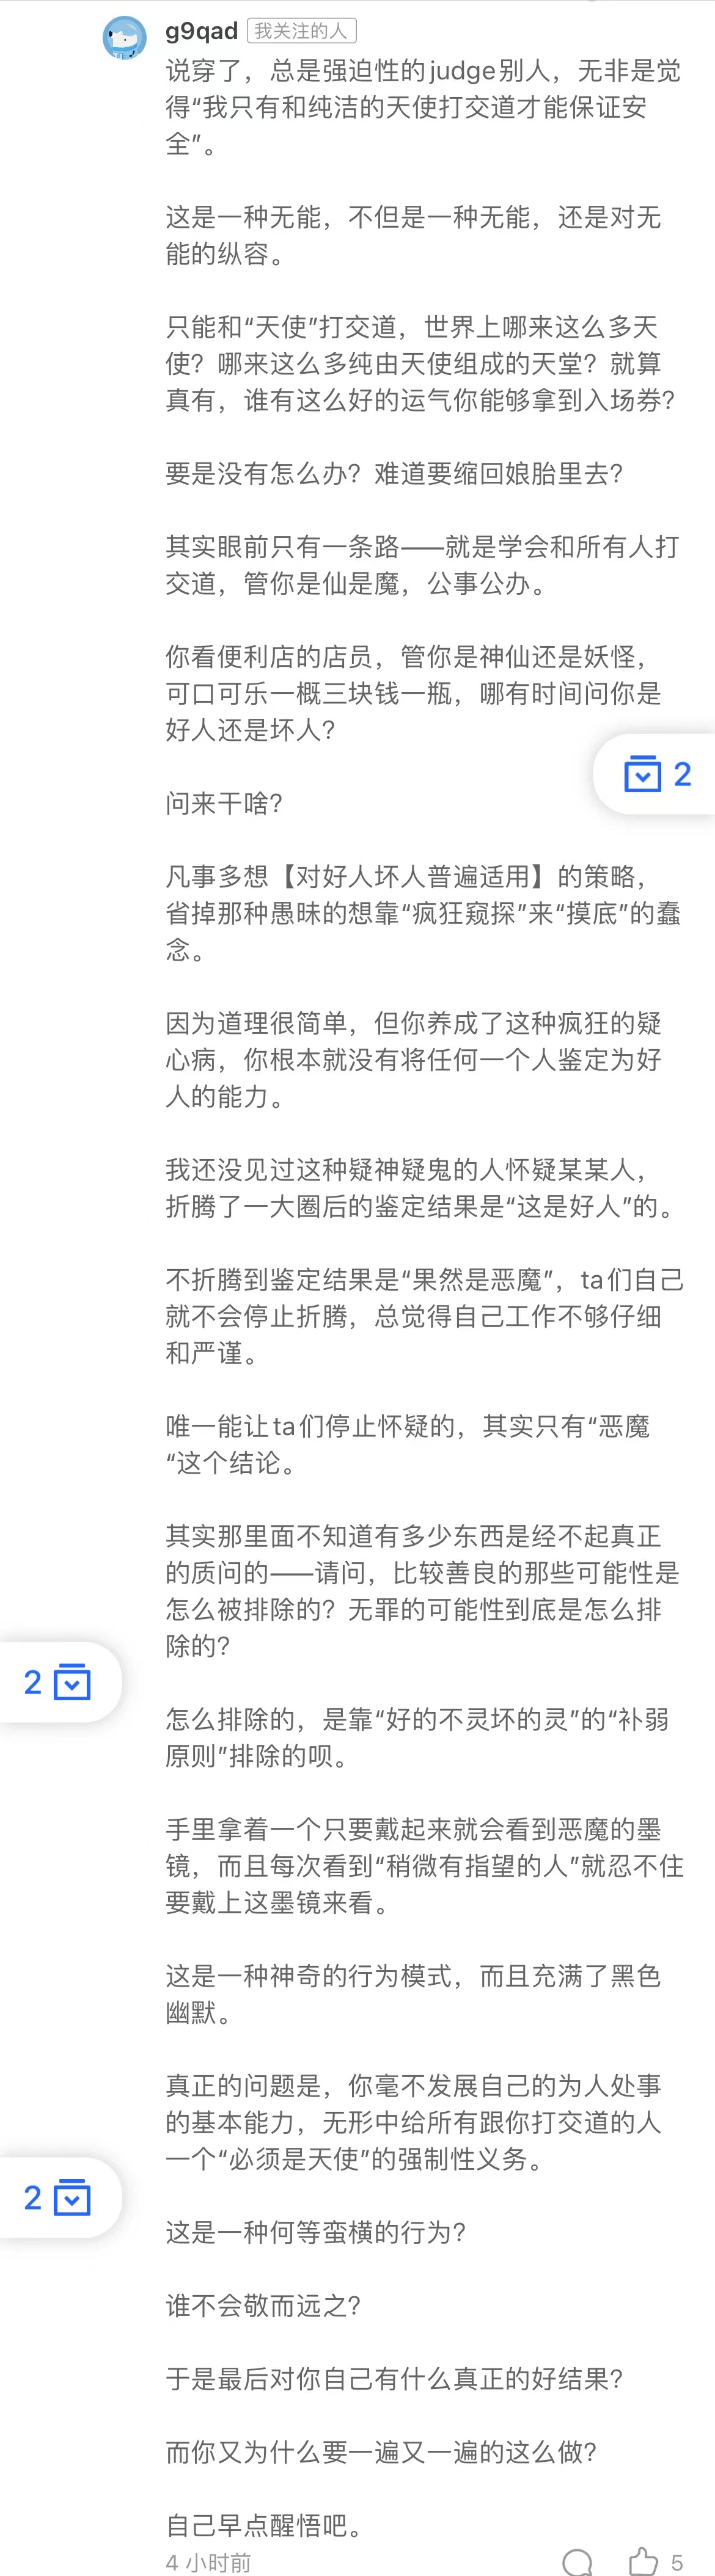 g9qad 我关注的人
说穿了，总是强迫性的judge别人，无非是觉
得“我只有和纯洁的天使打交道才能保证安
全”。
这是一种无能，不但是一种无能，还是对无
能的纵容。
只能和“天使”打交道，世界上哪来这么多天
使？哪来这么多纯由天使组成的天堂？就算
真有，谁有这么好的运气你能够拿到入场券？
要是没有怎么办？难道要缩回娘胎里去？
其实眼前只有一条路——就是学会和所有人打
交道，管你是仙是魔，公事公办。
你看便利店的店员，管你是神仙还是妖怪，
可口可乐一概三块钱一瓶，哪有时间问你是
好人还是坏人？
2
问来干啥？
凡事多想【对好人坏人普遍适用】的策略，
省掉那种愚昧的想靠“疯狂窥探”来“摸底”的蠢
念。
因为道理很简单，但你养成了这种疯狂的疑
心病，你根本就没有将任何一个人鉴定为好
人的能力。
我还没见过这种疑神疑鬼的人怀疑某某人，
折腾了一大圈后的鉴定结果是“这是好人”的。
不折腾到鉴定结果是“果然是恶魔”，ta们自己
就不会停止折腾，总觉得自己工作不够仔细
和严谨。
唯一能让ta们停止怀疑的，其实只有“恶魔
“这个结论。
其实那里面不知道有多少东西是经不起真正
的质问的——请问，比较善良的那些可能性是
怎么被排除的？无罪的可能性到底是怎么排
除的？
2
怎么排除的，是靠“好的不灵坏的灵”的“补弱
原则”排除的呗。
手里拿着一个只要戴起来就会看到恶魔的墨
镜，而且每次看到“稍微有指望的人”就忍不住
要戴上这墨镜来看。
这是一种神奇的行为模式，而且充满了黑色
幽默。
真正的问题是，你毫不发展自己的为人处事
的基本能力，无形中给所有跟你打交道的人
一个“必须是天使”的强制性义务。
2
这是一种何等蛮横的行为？
谁不会敬而远之？
于是最后对你自己有什么真正的好结果？
而你又为什么要一遍又一遍的这么做？
自己早点醒悟吧。
4 小时前 5